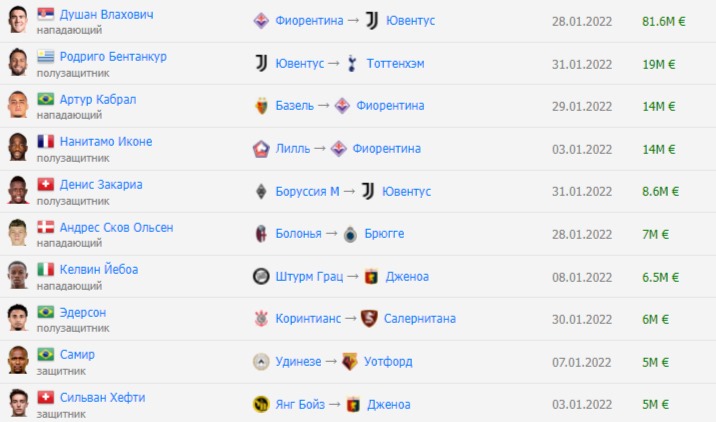 Душан Влахович Фиорентина → Ювентус 28.01.2022 81.6M €
нападающий
Родриго Бентанкур Ювентус → Тоттенхэм 31.01.2022 19M €
полузащитник
Артур Кабрал Базель → Фиорентина 29.01.2022 14M €
нападающий
Нанитамо Иконе Лилль → Фиорентина 03.01.2022 14M €
полузащитник
Денис Закариа Боруссия М → Ювентус 31.01.2022 8.6M €
полузащитник
Андрес Сков Ольсен Болонья → Брюгге 28.01.2022 7M €
нападающий
Келвин Йебоа Штурм Грац → Дженоа 08.01.2022 6.5M €
нападающий
Эдерсон Коринтианс → Салернитана 30.01.2022 6M €
полузащитник
Самир Удинезе → Уотфорд 07.01.2022 5M €
защитник
Сильван Хефти Янг Бойз → Дженоа 03.01.2022 5M €
защитник